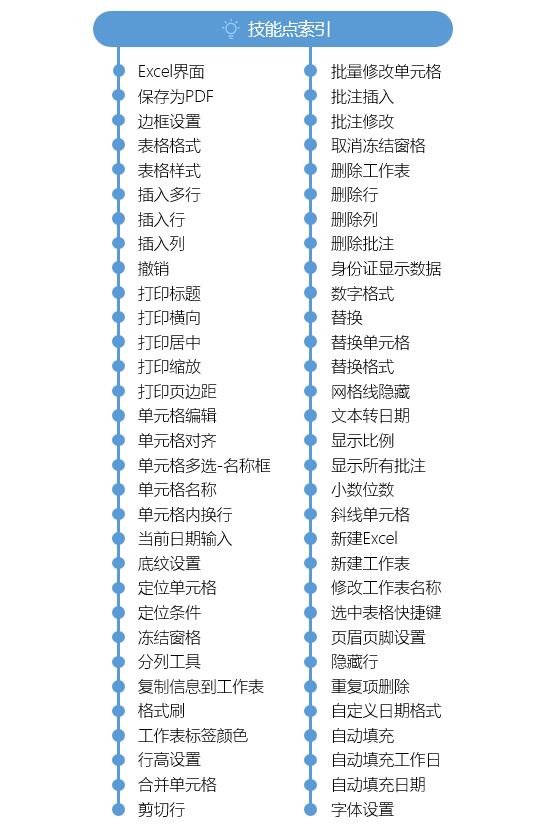 技能点索引
Excel界面
保存为PDF
边框设置
表格格式
表格样式
插入多行
插入行
插入列
撤销
打印标题
打印横向
打印居中
打印缩放
打印页边距
单元格编辑
单元格对齐
单元格多选-名称框
单元格名称
单元格内换行
当前日期输入
底纹设置
定位单元格
定位条件
冻结窗格
分列工具
复制信息到工作表
格式刷
工作表标签颜色
行高设置
合并单元格
剪切行
批量修改单元格
批注插入
批注修改
取消冻结窗格
删除工作表
删除行
删除列
删除批注
身份证显示数据
数字格式
替换
替换单元格
替换格式
网格线隐藏
文本转日期
显示比例
显示所有批注
小数位数
斜线单元格
新建Excel
新建工作表
修改工作表名称
选中表格快捷键
页眉页脚设置
隐藏行
重复项删除
自定义日期格式
自动填充
自动填充工作日
自动填充日期
字体设置